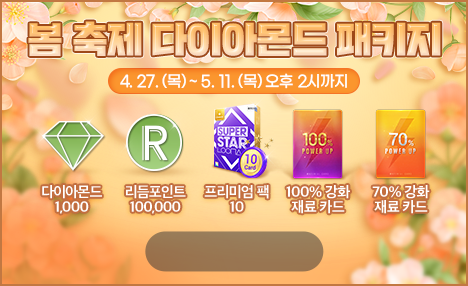 봄 축제 다이아몬드 패키지
4. 27. (목) ~ 5. 11. (목) 오후 2시까지
R
SUPER
STAR
10
Card
100%
POWER UP
70%
POWER UP
다이아몬드
1,000
리듬포인트
100,000
프리미엄 팩
10
100% 강화
재료 카드
70% 강화
재료 카드